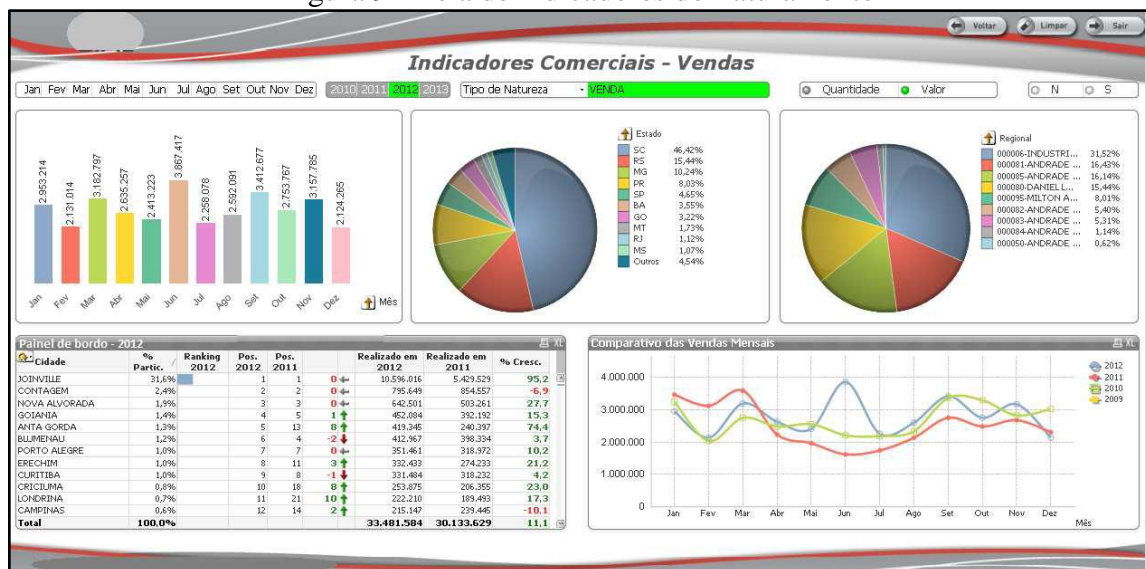 Voltar Limpar Sair
Indicadores Comerciais - Vendas
Jan Fev Mar Abr Mai Jun Jul Ago Set Out Nov Dez 2010 2011 2012 2013 Tipo de Natureza - VENDA Quantidade Valor N S
2.953.214
2.131.014
3.182.797
2.635.257
2.413.223
3.867.417
2.258.078
2.592.091
3.412.677
2.753.767
3.157.785
2.124.265
Jan Fev Mar Abr Mai Jun Jul Ago Set Out Nov Dez
Mês
Estado
SC 46,42%
RS 15,44%
MG 10,24%
PR 8,03%
SP 4,65%
BA 3,55%
GO 3,22%
MT 1,73%
RJ 1,12%
MS 1,07%
Outros 4,54%
Regional
000006-INDUSTRI... 31,52%
000081-ANDRADE ... 16,43%
000085-ANDRADE ... 16,14%
000080-DANIEL L... 15,44%
000095-MILTON A... 8,01%
000082-ANDRADE ... 5,40%
000083-ANDRADE ... 5,31%
000084-ANDRADE ... 1,14%
000050-ANDRADE ... 0,62%
Painel de bordo - 2012 XL
Cidade % Partic. Ranking 2012 Pos. 2012 Pos. 2011 Realizado em 2012 Realizado em 2011 % Cresc.
JOINVILLE 31,6% 1 1 0 10.596.016 5.429.529 95,2
CONTAGEM 2,4% 2 2 0 795.649 854.557 -6,9
NOVA ALVORADA 1,9% 3 3 0 642.501 503.261 27,7
GOIANIA 1,4% 4 5 1 452.084 392.192 15,3
ANTA GORDA 1,3% 5 13 8 419.345 240.397 74,4
BLUMENAU 1,2% 6 4 -2 412.967 398.334 3,7
PORTO ALEGRE 1,0% 7 7 0 351.461 318.972 10,2
ERECHIM 1,0% 8 11 3 332.433 274.233 21,2
CURITIBA 1,0% 9 8 -1 331.484 318.232 4,2
CRICIUMA 0,8% 10 18 8 253.875 206.355 23,0
LONDRINA 0,7% 11 21 10 222.210 189.493 17,3
CAMPINAS 0,6% 12 14 2 215.147 239.445 -10,1
Total 100,0% 33.481.584 30.133.629 11,1
Comparativo das Vendas Mensais XL
4.000.000
3.000.000
2.000.000
1.000.000
0
Jan Fev Mar Abr Mai Jun Jul Ago Set Out Nov Dez
Mês
2012
2011
2010
2009